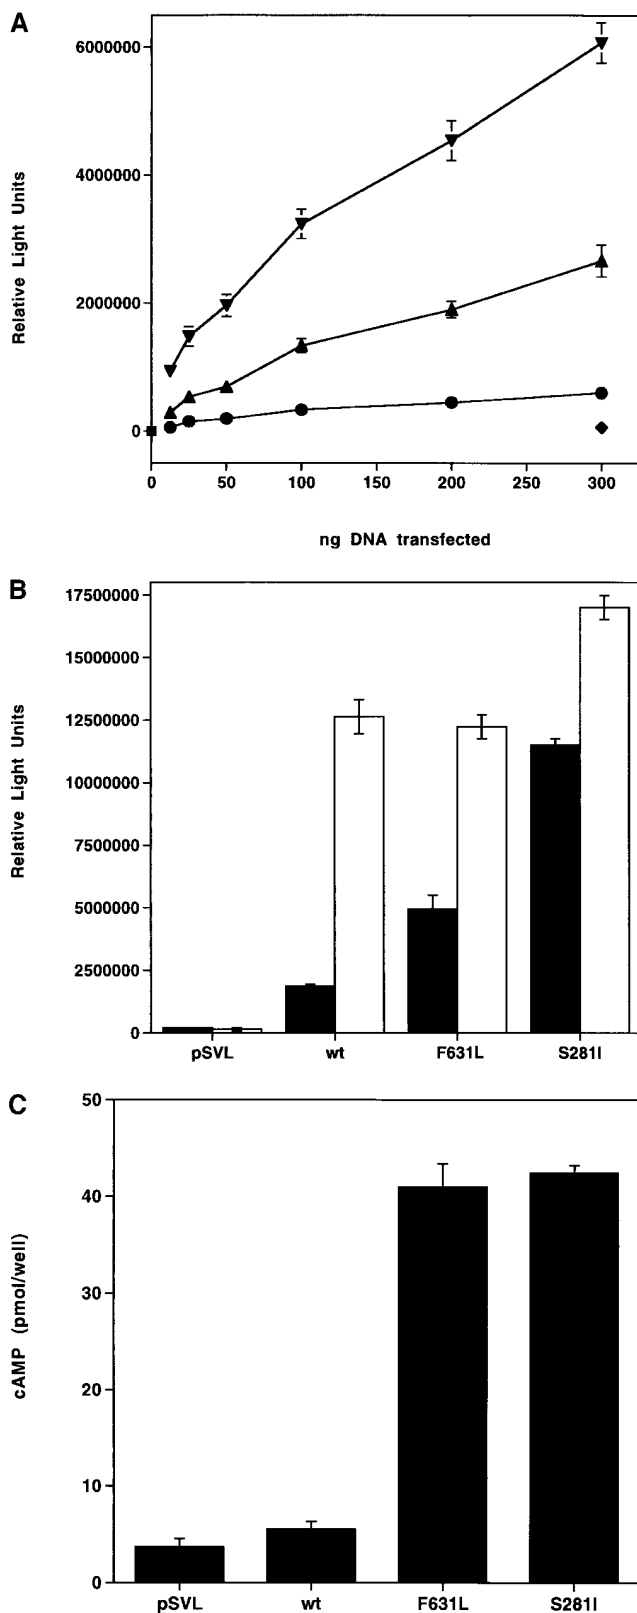 A
Relative Light Units
6000000
4000000
2000000
0
0 50 100 150 200 250 300
ng DNA transfected
B
Relative Light Units
17500000
15000000
12500000
10000000
7500000
5000000
2500000
0
pSVL wt F631L S281I
C
cAMP (pmol/well)
50
40
30
20
10
0
pSVL wt F631L S281I